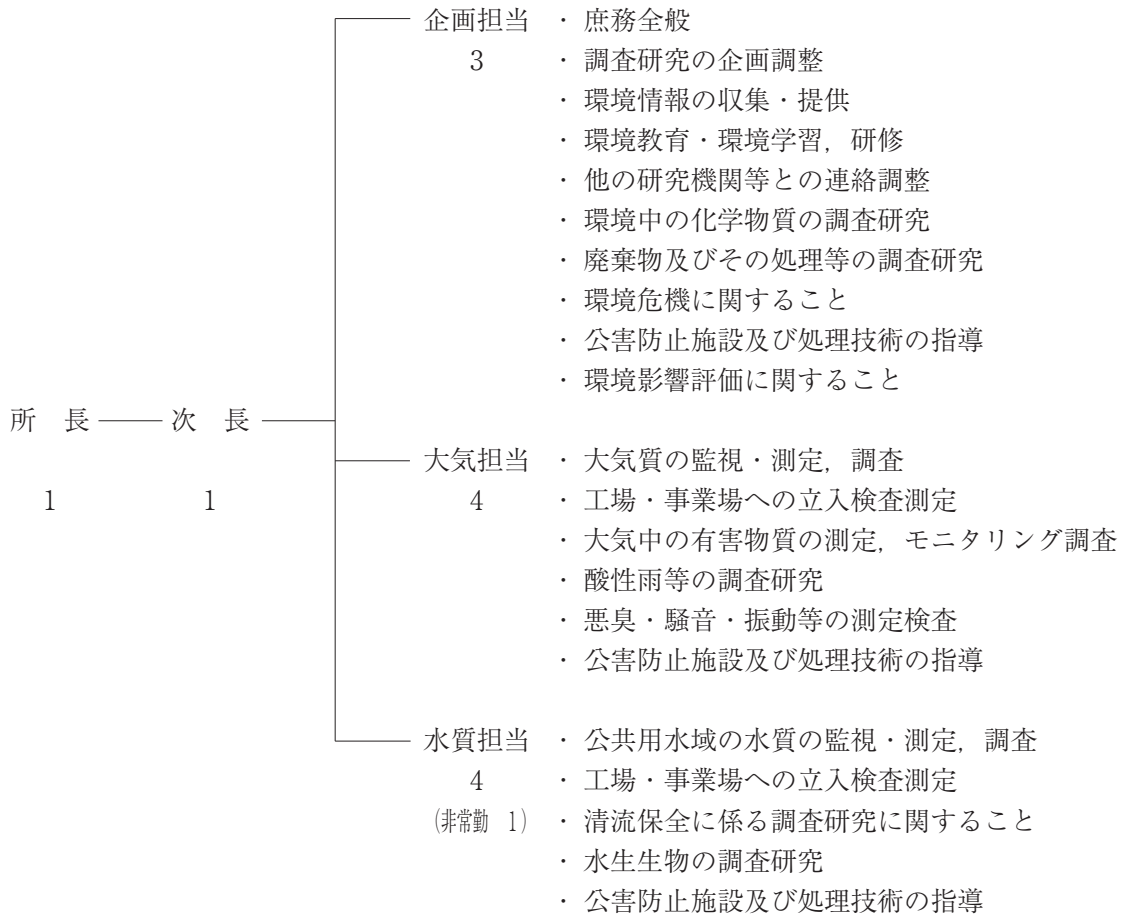 企画担当 ・ 庶務全般
3 ・ 調査研究の企画調整
・ 環境情報の収集・提供
・ 環境教育・環境学習，研修
・ 他の研究機関等との連絡調整
・ 環境中の化学物質の調査研究
・ 廃棄物及びその処理等の調査研究
・ 環境危機に関すること
・ 公害防止施設及び処理技術の指導
・ 環境影響評価に関すること
所　長 次　長
大気担当 ・ 大気質の監視・測定，調査
1 1 4 ・ 工場・事業場への立入検査測定
・ 大気中の有害物質の測定，モニタリング調査
・ 酸性雨等の調査研究
・ 悪臭・騒音・振動等の測定検査
・ 公害防止施設及び処理技術の指導
水質担当 ・ 公共用水域の水質の監視・測定，調査
4 ・ 工場・事業場への立入検査測定
(非常勤　1) ・ 清流保全に係る調査研究に関すること
・ 水生生物の調査研究
・ 公害防止施設及び処理技術の指導